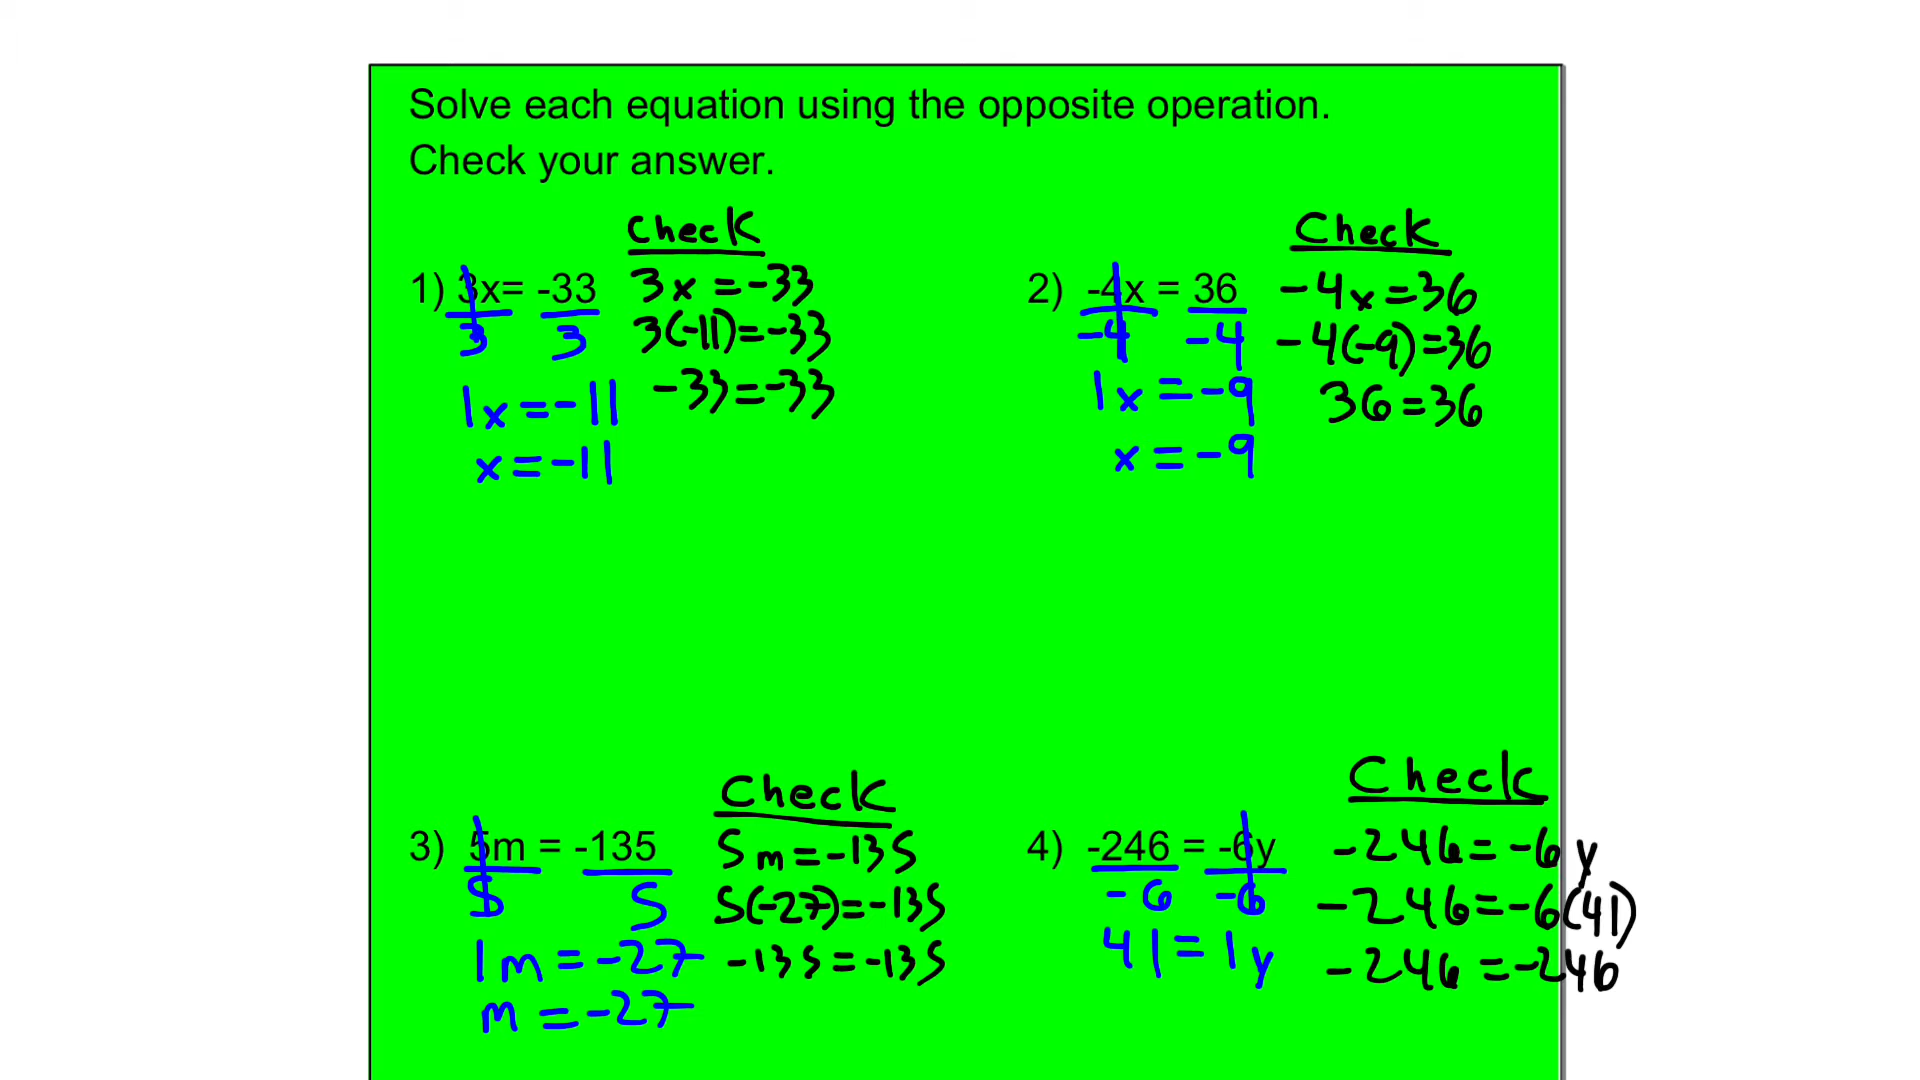 Solve each equation using the opposite operation.
Check your answer.
Check
1) 3x= -33
3 3
1x = -11
x = -11
3x = -33
3(-11) = -33
-33 = -33
Check
2) -4x = 36
-4 -4
1x = -9
x = -9
-4x = 36
-4(-9) = 36
36 = 36
Check
3) 5m = -135
5 5
1m = -27
m = -27
5m = -135
5(-27) = -135
-135 = -135
Check
4) -246 = -6y
-6 -6
41 = 1y
-246 = -6y
-246 = -6(41)
-246 = -246